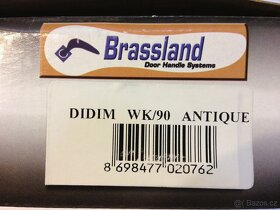 Brassland
Door Handle Systems
DIDIM WK/90 ANTIQUE
8 698477 020762
© Bazos.cz